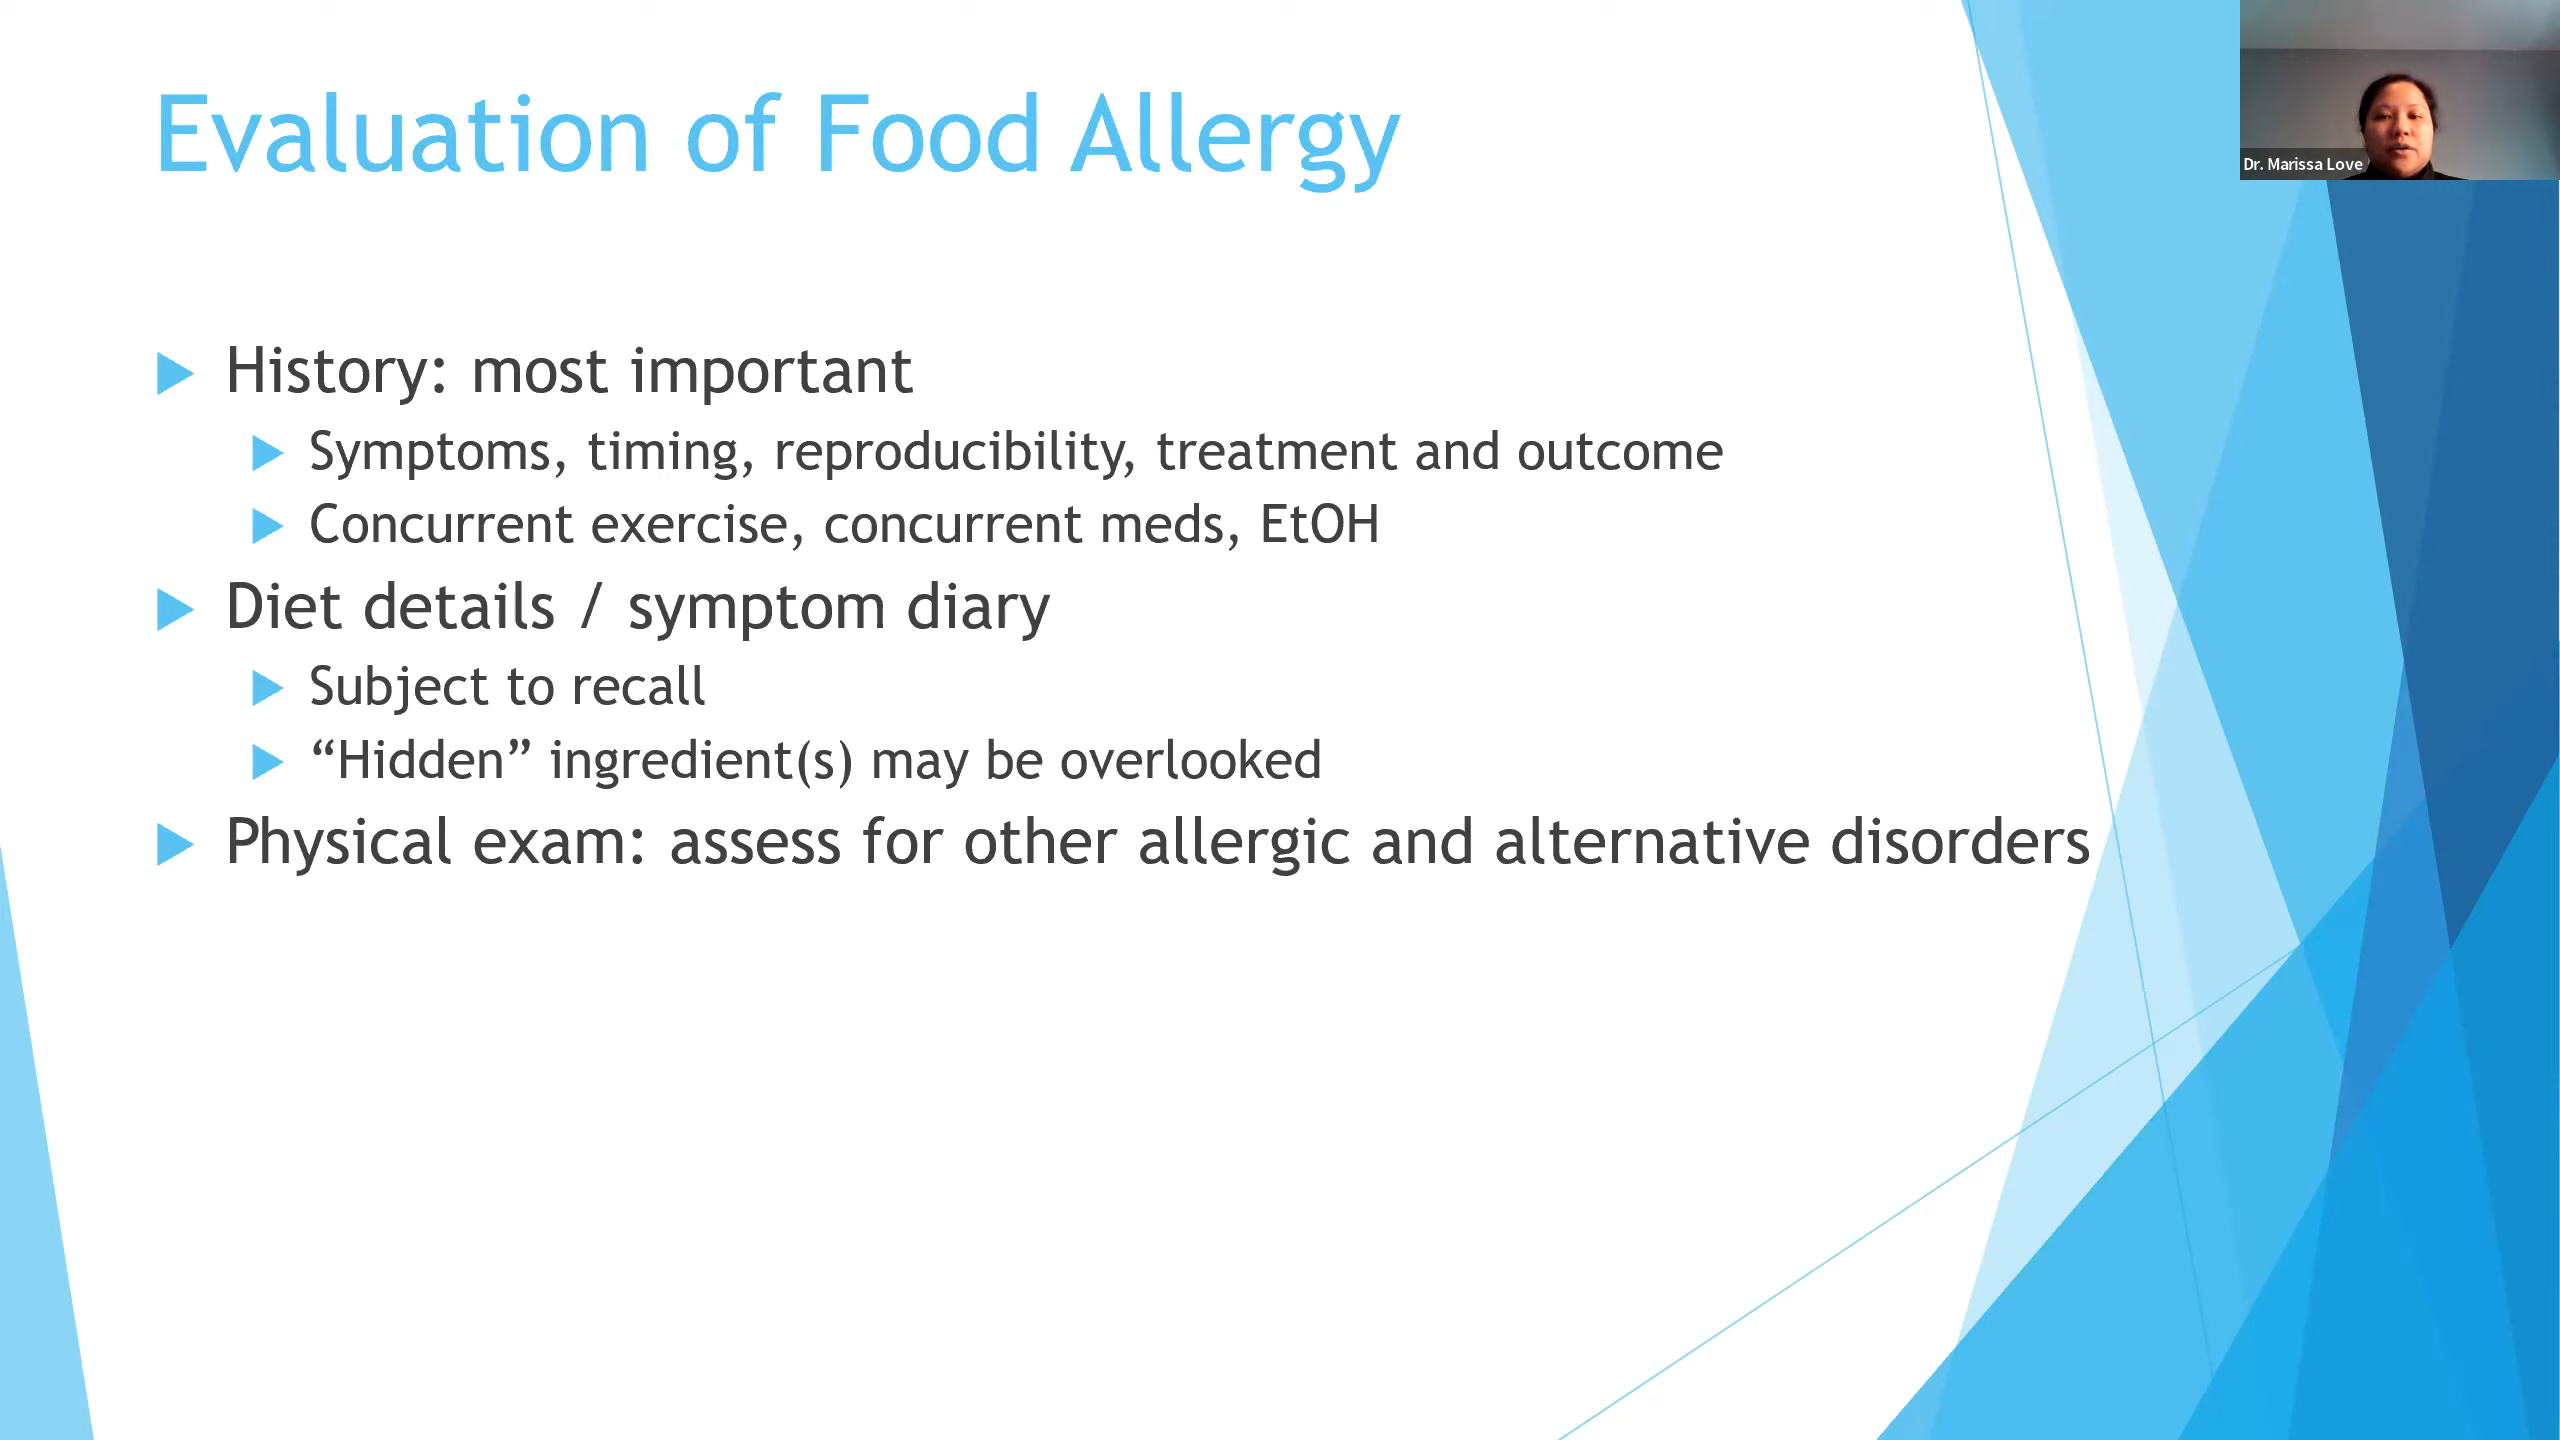 Evaluation of Food Allergy
Dr. Marissa Love
History: most important
Symptoms, timing, reproducibility, treatment and outcome
Concurrent exercise, concurrent meds, EtOH
Diet details / symptom diary
Subject to recall
“Hidden” ingredient(s) may be overlooked
Physical exam: assess for other allergic and alternative disorders